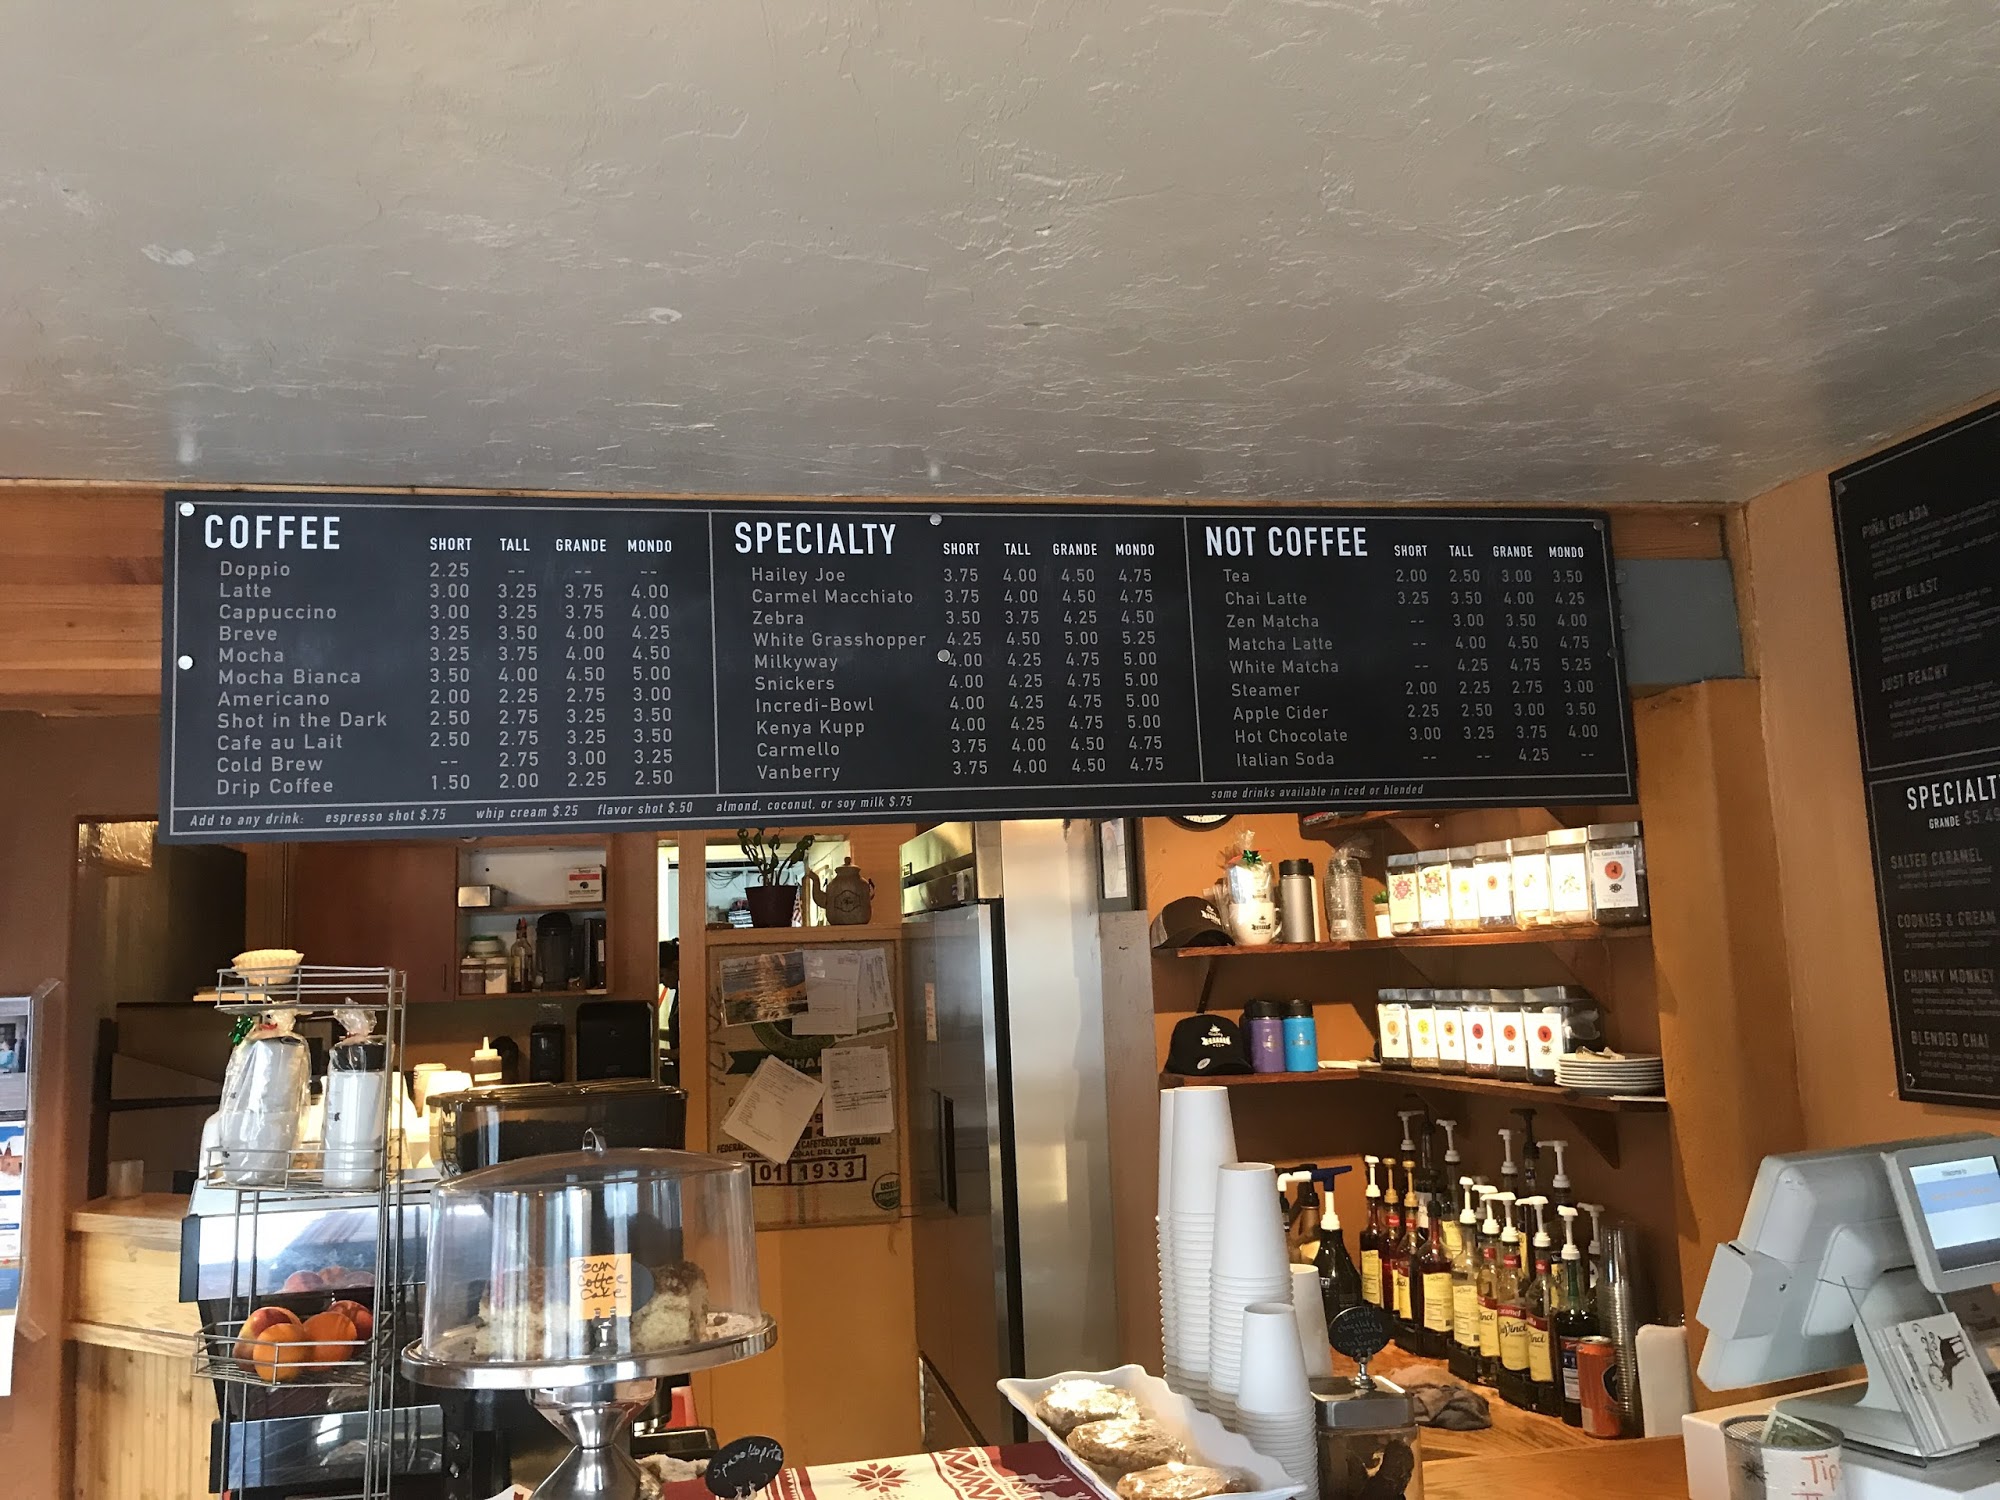 COFFEE SHORT TALL GRANDE MONDO
Doppio 2.25 -- -- --
Latte 3.00 3.25 3.75 4.00
Cappuccino 3.00 3.25 3.75 4.00
Breve 3.25 3.50 4.00 4.25
Mocha 3.25 3.75 4.00 4.50
Mocha Bianca 3.50 4.00 4.50 5.00
Americano 2.00 2.25 2.75 3.00
Shot in the Dark 2.50 2.75 3.25 3.50
Cafe au Lait 2.50 2.75 3.25 3.50
Cold Brew -- 2.75 3.00 3.25
Drip Coffee 1.50 2.00 2.25 2.50
SPECIALTY SHORT TALL GRANDE MONDO
Hailey Joe 3.75 4.00 4.50 4.75
Carmel Macchiato 3.75 4.00 4.50 4.75
Zebra 3.50 3.75 4.25 4.50
White Grasshopper 4.25 4.50 5.00 5.25
Milkyway 4.00 4.25 4.75 5.00
Snickers 4.00 4.25 4.75 5.00
Incredi-Bowl 4.00 4.25 4.75 5.00
Kenya Kupp 4.00 4.25 4.75 5.00
Carmello 3.75 4.00 4.50 4.75
Vanberry 3.75 4.00 4.50 4.75
NOT COFFEE SHORT TALL GRANDE MONDO
Tea 2.00 2.50 3.00 3.50
Chai Latte 3.25 3.50 4.00 4.25
Zen Matcha -- 3.00 3.50 4.00
Matcha Latte -- 4.00 4.50 4.75
White Matcha -- 4.25 4.75 5.25
Steamer 2.00 2.25 2.75 3.00
Apple Cider 2.25 2.50 3.00 3.50
Hot Chocolate 3.00 3.25 3.75 4.00
Italian Soda -- -- 4.25 --
Add to any drink: espresso shot $.75 whip cream $.25 flavor shot $.50 almond, coconut, or soy milk $.75
some drinks available in iced or blended
PIÑA COLADA
BERRY BLAST
JUST PEACHY
SPECIALT
GRANDE $5.49
SALTED CARAMEL
COOKIES & CREAM
CHUNKY MONKEY
BLENDED CHAI
CAFETEROS DE COLOMBIA
DEL CAFE
01 1933
Pecan
Coffee
Cake
Spanakopita
Tip